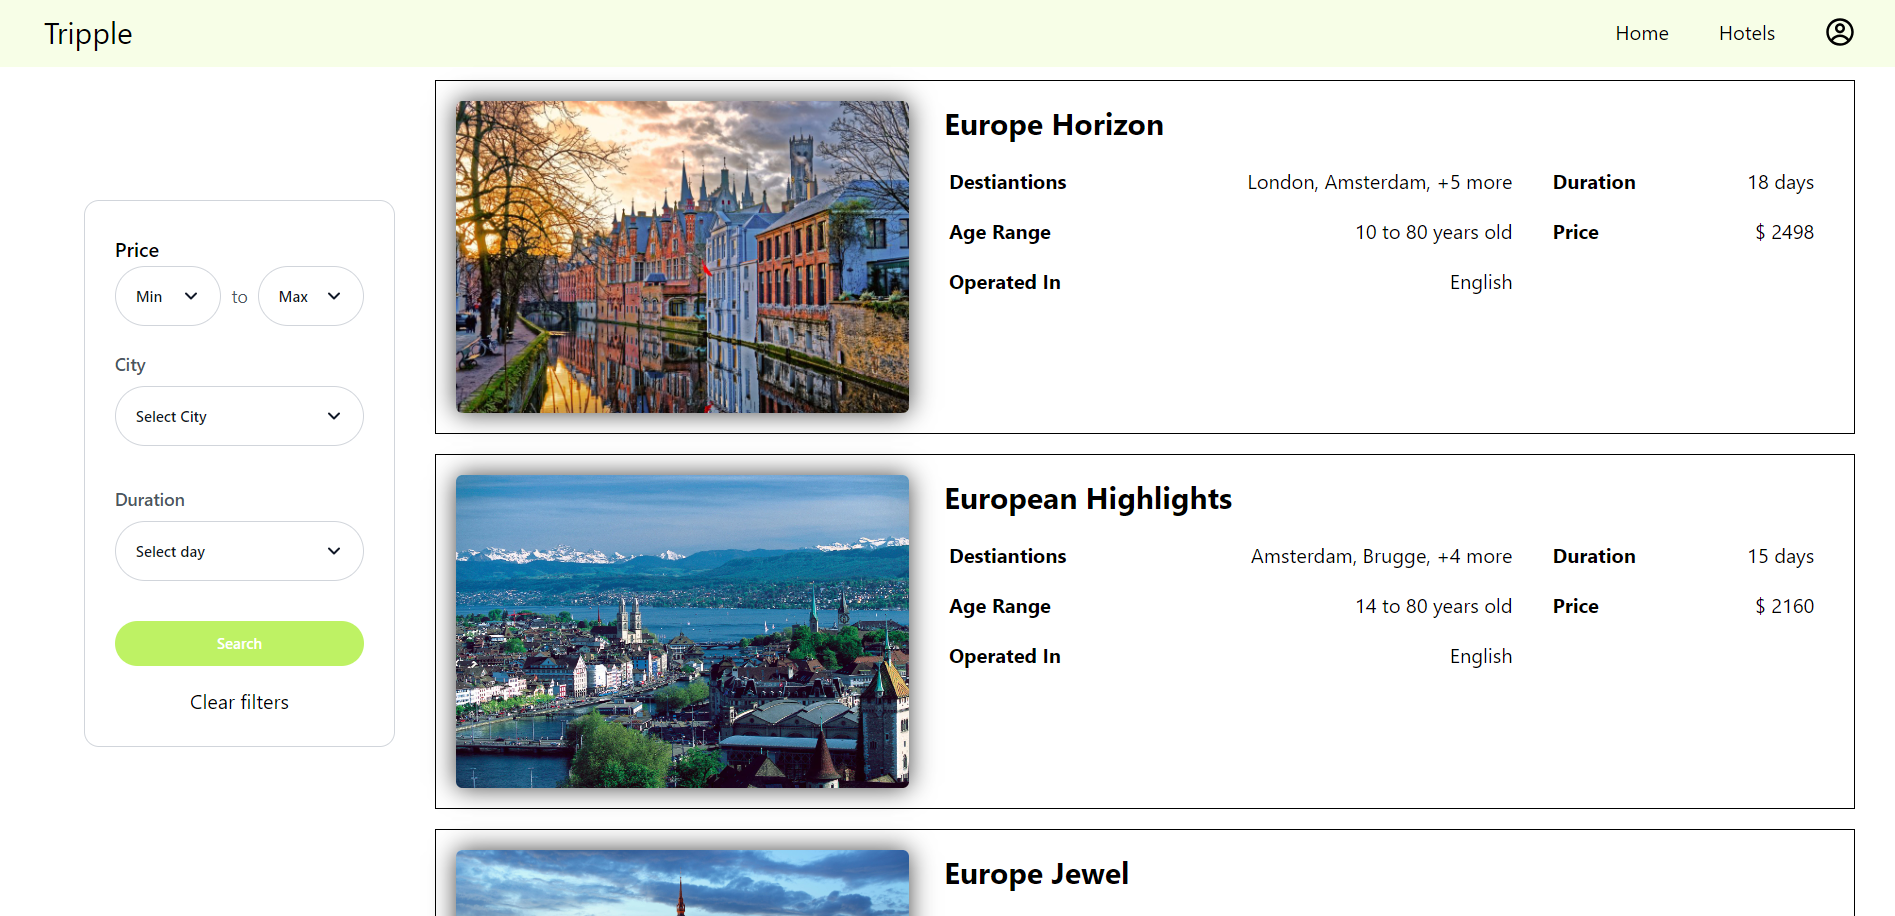 Tripple
Home
Hotels
Price
Min
to
Max
City
Select City
Duration
Select day
Search
Clear filters
Europe Horizon
Destiantions London, Amsterdam, +5 more Duration 18 days
Age Range 10 to 80 years old Price $ 2498
Operated In English
European Highlights
Destiantions Amsterdam, Brugge, +4 more Duration 15 days
Age Range 14 to 80 years old Price $ 2160
Operated In English
Europe Jewel